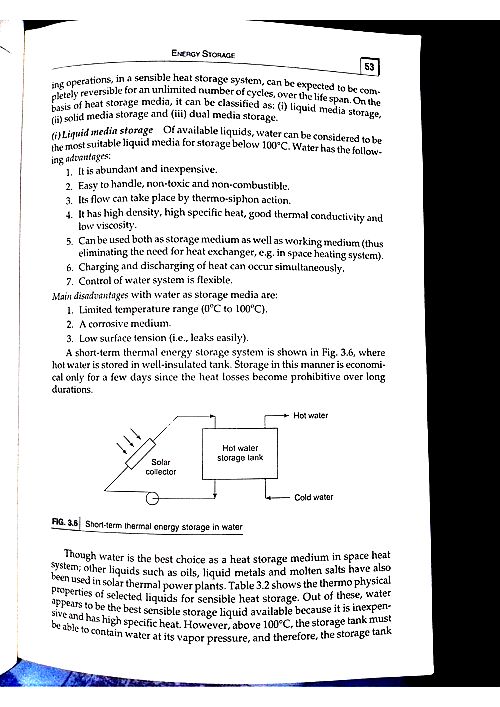 ENERGY STORAGE
53
ing operations, in a sensible heat storage system, can be expected to be com-
pletely reversible for an unlimited number of cycles, over the life span. On the
basis of heat storage media, it can be classified as: (i) liquid media storage,
(ii) solid media storage and (iii) dual media storage.
(i) Liquid media storage Of available liquids, water can be considered to be
the most suitable liquid media for storage below 100°C. Water has the follow-
ing advantages:
1. It is abundant and inexpensive.
2. Easy to handle, non-toxic and non-combustible.
3. Its flow can take place by thermo-siphon action.
4. It has high density, high specific heat, good thermal conductivity and
low viscosity.
5. Can be used both as storage medium as well as working medium (thus
eliminating the need for heat exchanger, e.g. in space heating system).
6. Charging and discharging of heat can occur simultaneously.
7. Control of water system is flexible.
Main disadvantages with water as storage media are:
1. Limited temperature range (0°C to 100°C).
2. A corrosive medium.
3. Low surface tension (i.e., leaks easily).
A short-term thermal energy storage system is shown in Fig. 3.6, where
hot water is stored in well-insulated tank. Storage in this manner is economi-
cal only for a few days since the heat losses become prohibitive over long
durations.
Hot water
Hot water
storage tank
Solar
collector
Cold water
FIG. 3.6 Short-term thermal energy storage in water
Though water is the best choice as a heat storage medium in space heat
system; other liquids such as oils, liquid metals and molten salts have also
been used in solar thermal power plants. Table 3.2 shows the thermo physical
properties of selected liquids for sensible heat storage. Out of these, water
appears to be the best sensible storage liquid available because it is inexpen-
sive and has high specific heat. However, above 100°C, the storage tank must
be able to contain water at its vapor pressure, and therefore, the storage tank